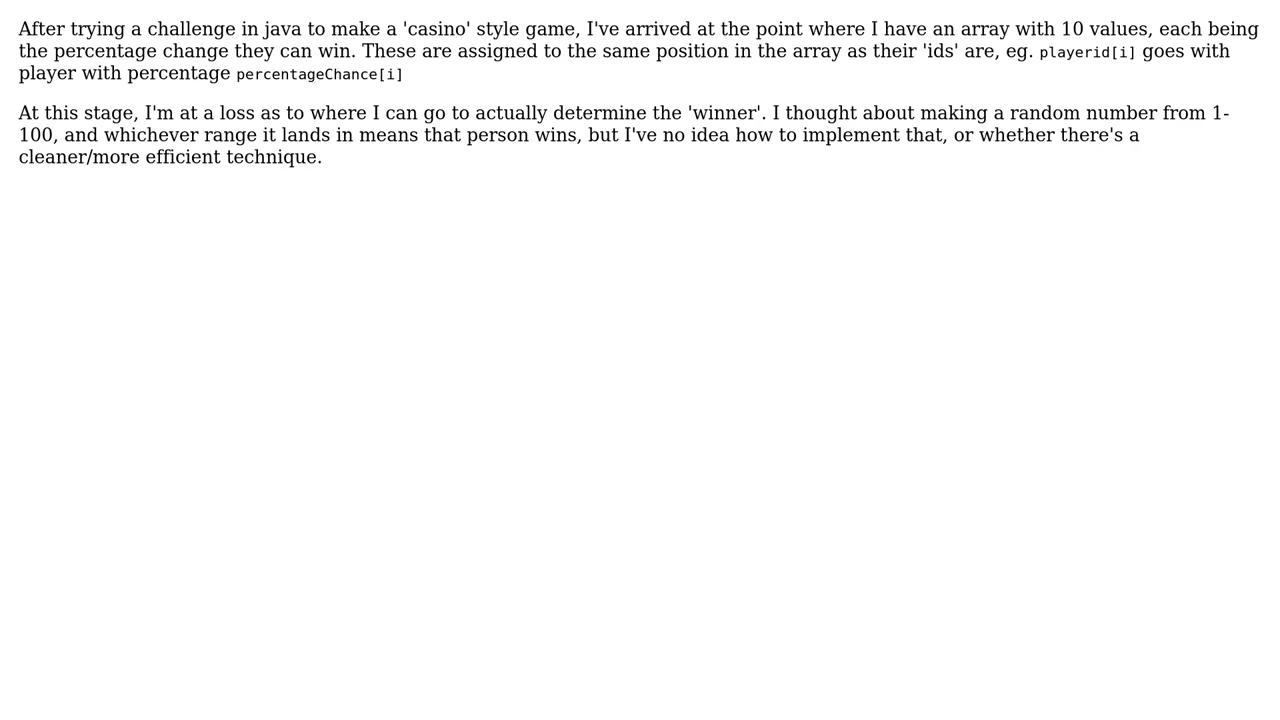 After trying a challenge in java to make a 'casino' style game, I've arrived at the point where I have an array with 10 values, each being
the percentage change they can win. These are assigned to the same position in the array as their 'ids' are, eg. playerid[i] goes with
player with percentage percentageChance[i]
At this stage, I'm at a loss as to where I can go to actually determine the 'winner'. I thought about making a random number from 1-
100, and whichever range it lands in means that person wins, but I've no idea how to implement that, or whether there's a
cleaner/more efficient technique.